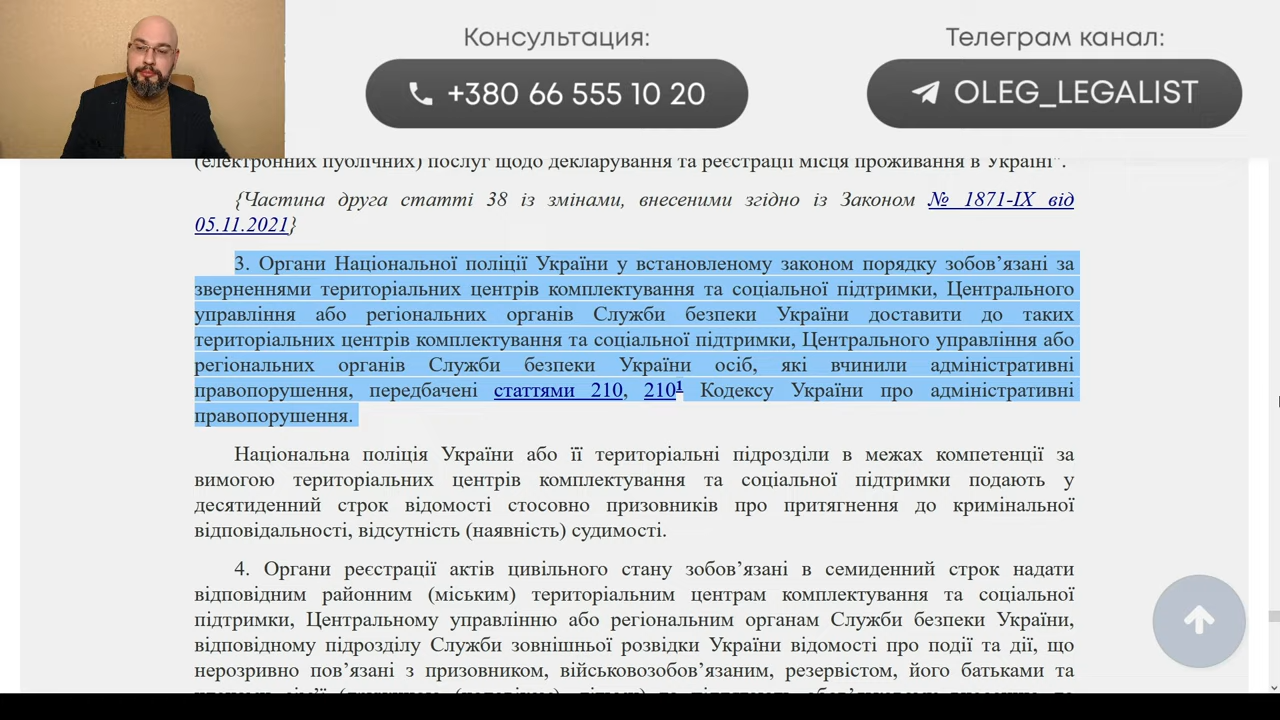 Консультация:
+380 66 555 10 20
Телеграм канал:
OLEG_LEGALIST
(електронних публічних) послуг щодо декларування та реєстрації місця проживання в Україні".
{Частина друга статті 38 із змінами, внесеними згідно із Законом № 1871-IX від
05.11.2021}
3. Органи Національної поліції України у встановленому законом порядку зобов’язані за
зверненнями територіальних центрів комплектування та соціальної підтримки, Центрального
управління або регіональних органів Служби безпеки України доставити до таких
територіальних центрів комплектування та соціальної підтримки, Центрального управління або
регіональних органів Служби безпеки України осіб, які вчинили адміністративні
правопорушення, передбачені статтями 210, 210¹ Кодексу України про адміністративні
правопорушення.
Національна поліція України або її територіальні підрозділи в межах компетенції за
вимогою територіальних центрів комплектування та соціальної підтримки подають у
десятиденний строк відомості стосовно призовників про притягнення до кримінальної
відповідальності, відсутність (наявність) судимості.
4. Органи реєстрації актів цивільного стану зобов’язані в семиденний строк надати
відповідним районним (міським) територіальним центрам комплектування та соціальної
підтримки, Центральному управлінню або регіональним органам Служби безпеки України,
відповідному підрозділу Служби зовнішньої розвідки України відомості про події та дії, що
нерозривно пов’язані з призовником, військовозобов’язаним, резервістом, його батьками та